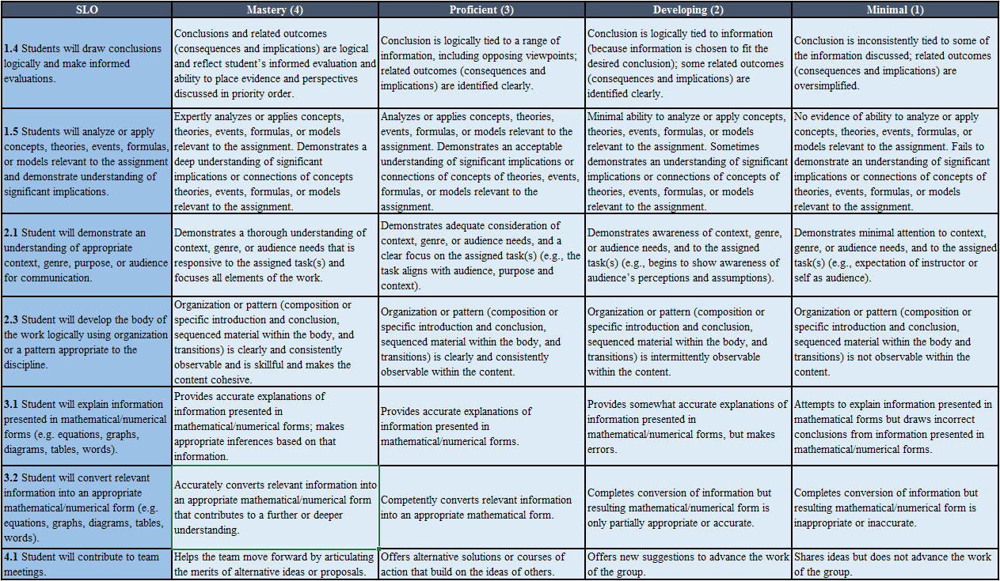 SLO
Mastery (4)
Proficient (3)
Developing (2)
Minimal (1)
1.4 Students will draw conclusions
logically and make informed
evaluations.
Conclusions and related outcomes
(consequences and implications) are logical
and reflect student’s informed evaluation and
ability to place evidence and perspectives
discussed in priority order.
Conclusion is logically tied to a range of
information, including opposing viewpoints;
related outcomes (consequences and
implications) are identified clearly.
Conclusion is logically tied to information
(because information is chosen to fit the
desired conclusion); some related outcomes
(consequences and implications) are
identified clearly.
Conclusion is inconsistently tied to some of
the information discussed; related outcomes
(consequences and implications) are
oversimplified.
1.5 Students will analyze or apply
concepts, theories, events, formulas,
or models relevant to the assignment
and demonstrate understanding of
significant implications.
Expertly analyzes or applies concepts,
theories, events, formulas, or models
relevant to the assignment. Demonstrates a
deep understanding of significant
implications or connections of concepts
theories, events, formulas, or models
relevant to the assignment.
Analyzes or applies concepts, theories,
events, formulas, or models relevant to the
assignment. Demonstrates an acceptable
understanding of significant implications or
connections of concepts of theories, events,
formulas, or models relevant to the
assignment.
Minimal ability to analyze or apply concepts,
theories, events, formulas, or models
relevant to the assignment. Sometimes
demonstrates an understanding of significant
implications or connections of concepts of
theories, events, formulas, or models
relevant to the assignment.
No evidence of ability to analyze or apply
concepts, theories, events, formulas, or
models relevant to the assignment. Fails to
demonstrate an understanding of significant
implications or connections of concepts of
theories, events, formulas, or models
relevant to the assignment.
2.1 Student will demonstrate an
understanding of appropriate
context, genre, purpose, or audience
for communication.
Demonstrates a thorough understanding of
context, genre, or audience needs that is
responsive to the assigned task(s) and
focuses all elements of the work.
Demonstrates adequate consideration of
context, genre, or audience needs, and a
clear focus on the assigned task(s) (e.g., the
task aligns with audience, purpose and
context).
Demonstrates awareness of context, genre,
or audience needs, and to the assigned
task(s) (e.g., begins to show awareness of
audience’s perceptions and assumptions).
Demonstrates minimal attention to context,
genre, or audience needs, and to the assigned
task(s) (e.g., expectation of instructor or
self as audience).
2.3 Student will develop the body of
the work logically using organization
or a pattern appropriate to the
discipline.
Organization or pattern (composition or
specific introduction and conclusion,
sequenced material within the body, and
transitions) is clearly and consistently
observable and is skillful and makes the
content cohesive.
Organization or pattern (composition or
specific introduction and conclusion,
sequenced material within the body, and
transitions) is clearly and consistently
observable within the content.
Organization or pattern (composition or
specific introduction and conclusion,
sequenced material within the body, and
transitions) is intermittently observable
within the content.
Organization or pattern (composition or
specific introduction and conclusion,
sequenced material within the body and
transitions) is not observable within the
content.
3.1 Student will explain information
presented in mathematical/numerical
forms (e.g. equations, graphs,
diagrams, tables, words).
Provides accurate explanations of
information presented in
mathematical/numerical forms; makes
appropriate inferences based on that
information.
Provides accurate explanations of
information presented in
mathematical/numerical forms.
Provides somewhat accurate explanations of
information presented in
mathematical/numerical forms, but makes
errors.
Attempts to explain information presented in
mathematical forms but draws incorrect
conclusions from information presented in
mathematical/numerical forms.
3.2 Student will convert relevant
information into an appropriate
mathematical/numerical form (e.g.
equations, graphs, diagrams, tables,
words).
Accurately converts relevant information into
an appropriate mathematical/numerical form
that contributes to a further or deeper
understanding.
Competently converts relevant information
into an appropriate mathematical form.
Completes conversion of information but
resulting mathematical/numerical form is
only partially appropriate or accurate.
Completes conversion of information but
resulting mathematical/numerical form is
inappropriate or inaccurate.
4.1 Student will contribute to team
meetings.
Helps the team move forward by articulating
the merits of alternative ideas or proposals.
Offers alternative solutions or courses of
action that build on the ideas of others.
Offers new suggestions to advance the work
of the group.
Shares ideas but does not advance the work
of the group.